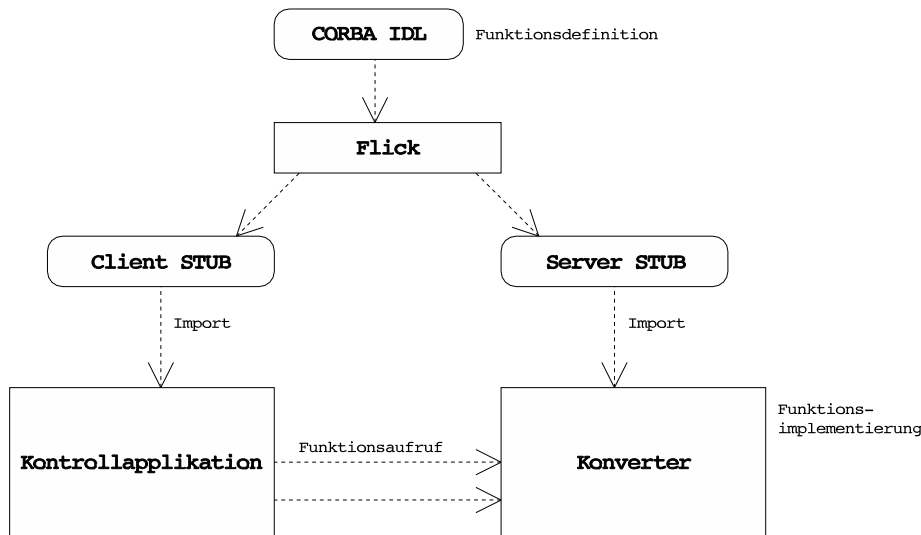 CORBA IDL
Funktionsdefinition
Flick
Client STUB
Server STUB
Import
Import
Funktions-
implementierung
Funktionsaufruf
Kontrollapplikation
Konverter